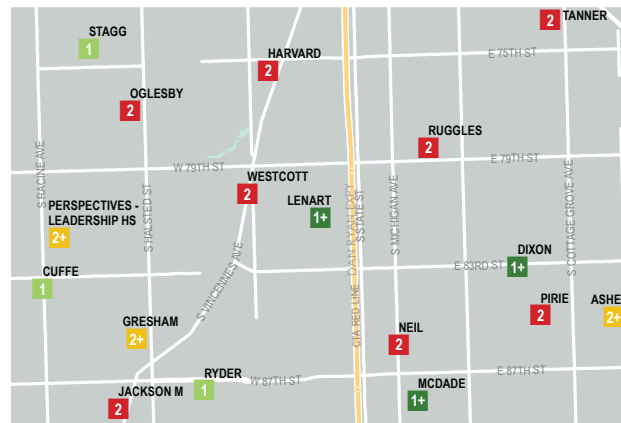 TANNER
2
STAGG
1
HARVARD
2
E 75TH ST
OGLESBY
2
RUGGLES
2
W 79TH ST
E 79TH ST
S RACINE AVE
S HALSTED ST
WESTCOTT
2
LENART
1+
CTA RED LINE
DAN RYAN EXPY
S STATE ST
S MICHIGAN AVE
S COTTAGE GROVE AVE
PERSPECTIVES -
LEADERSHIP HS
2+
DIXON
1+
E 83RD ST
CUFFE
1
S VINCENNES AVE
PIRIE
2
ASHE
2+
GRESHAM
2+
NEIL
2
RYDER
1
W 87TH ST
E 87TH ST
JACKSON M
2
MCDADE
1+